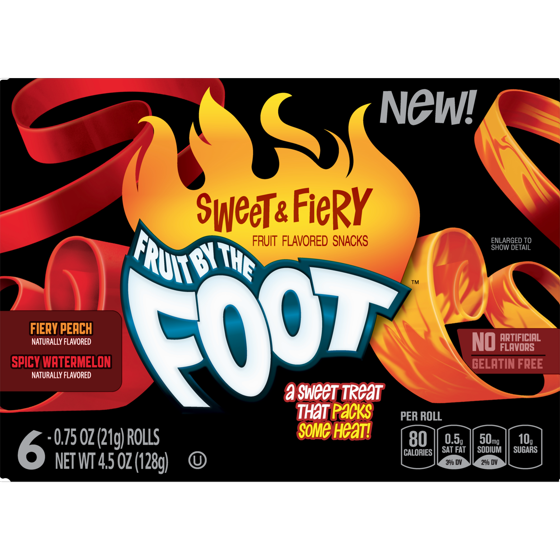 New!
SWEET & FieRY
FRUIT FLAVORED SNACKS
FRUIT BY THE
FOOT™
ENLARGED TO
SHOW DETAIL
FIERY PEACH
NATURALLY FLAVORED
SPICY WATERMELON
NATURALLY FLAVORED
NO ARTIFICIAL
FLAVORS
GELATIN FREE
A SWEET TREAT
THAT PACKS
SOME HEAT!
6 - 0.75 OZ (21g) ROLLS
NET WT 4.5 OZ (128g)
U
PER ROLL
80
CALORIES
0.5g
SAT FAT
3% DV
50mg
SODIUM
2% DV
10g
SUGARS